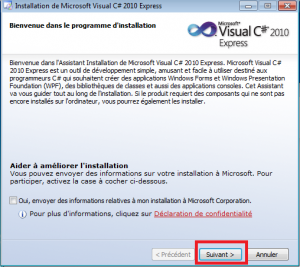 Installation de Microsoft Visual C# 2010 Express
Bienvenue dans le programme d'installation
Microsoft
Visual C# 2010
Express
Bienvenue dans l'Assistant Installation de Microsoft Visual C# 2010 Express. Microsoft Visual C#
2010 Express est un outil de développement simple, amusant et facile à utiliser destiné aux
programmeurs C# qui souhaitent créer des applications Windows Forms et Windows Presentation
Foundation (WPF), des bibliothèques de classes et aussi des applications consoles. Cet Assistant
va vous guider tout au long de l'installation. Si le produit requiert des composants qui ne sont pas
encore installés sur l'ordinateur, vous pourrez également les installer.
Aider à améliorer l'installation
Vous pouvez envoyer des informations sur votre installation à Microsoft. Pour
participer, activez la case à cocher ci-dessous.
Oui, envoyer des informations relatives à mon installation à Microsoft Corporation.
Pour plus d'informations, cliquez sur Déclaration de confidentialité
< Précédent
Suivant >
Annuler